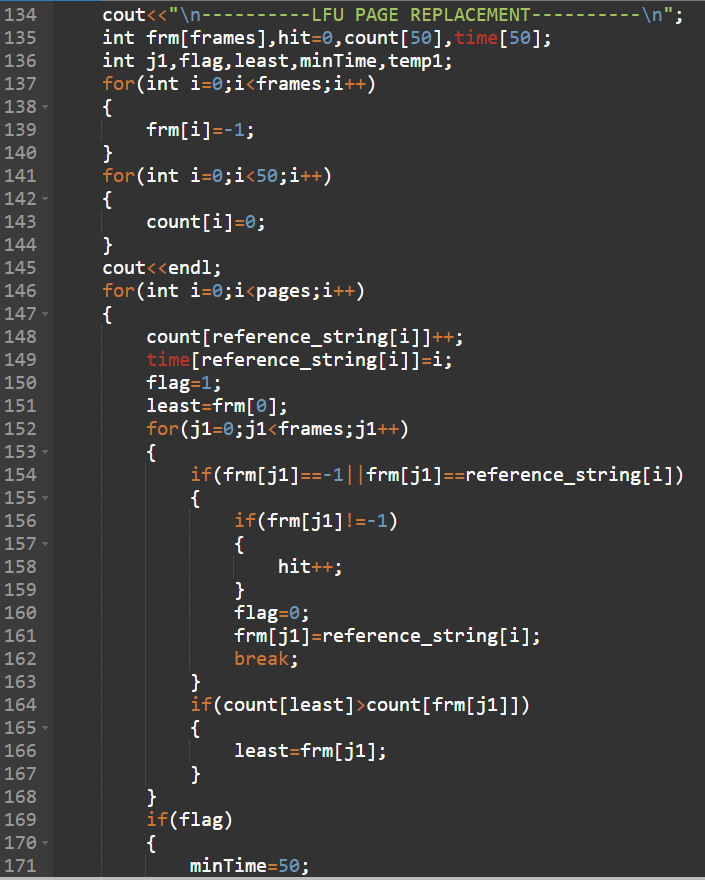 134 cout<<"\n----------LFU PAGE REPLACEMENT----------\n";
135 int frm[frames],hit=0,count[50],time[50];
136 int j1,flag,least,minTime,temp1;
137 for(int i=0;i<frames;i++)
138 {
139 frm[i]=-1;
140 }
141 for(int i=0;i<50;i++)
142 {
143 count[i]=0;
144 }
145 cout<<endl;
146 for(int i=0;i<pages;i++)
147 {
148 count[reference_string[i]]++;
149 time[reference_string[i]]=i;
150 flag=1;
151 least=frm[0];
152 for(j1=0;j1<frames;j1++)
153 {
154 if(frm[j1]==-1||frm[j1]==reference_string[i])
155 {
156 if(frm[j1]!=-1)
157 {
158 hit++;
159 }
160 flag=0;
161 frm[j1]=reference_string[i];
162 break;
163 }
164 if(count[least]>count[frm[j1]])
165 {
166 least=frm[j1];
167 }
168 }
169 if(flag)
170 {
171 minTime=50;